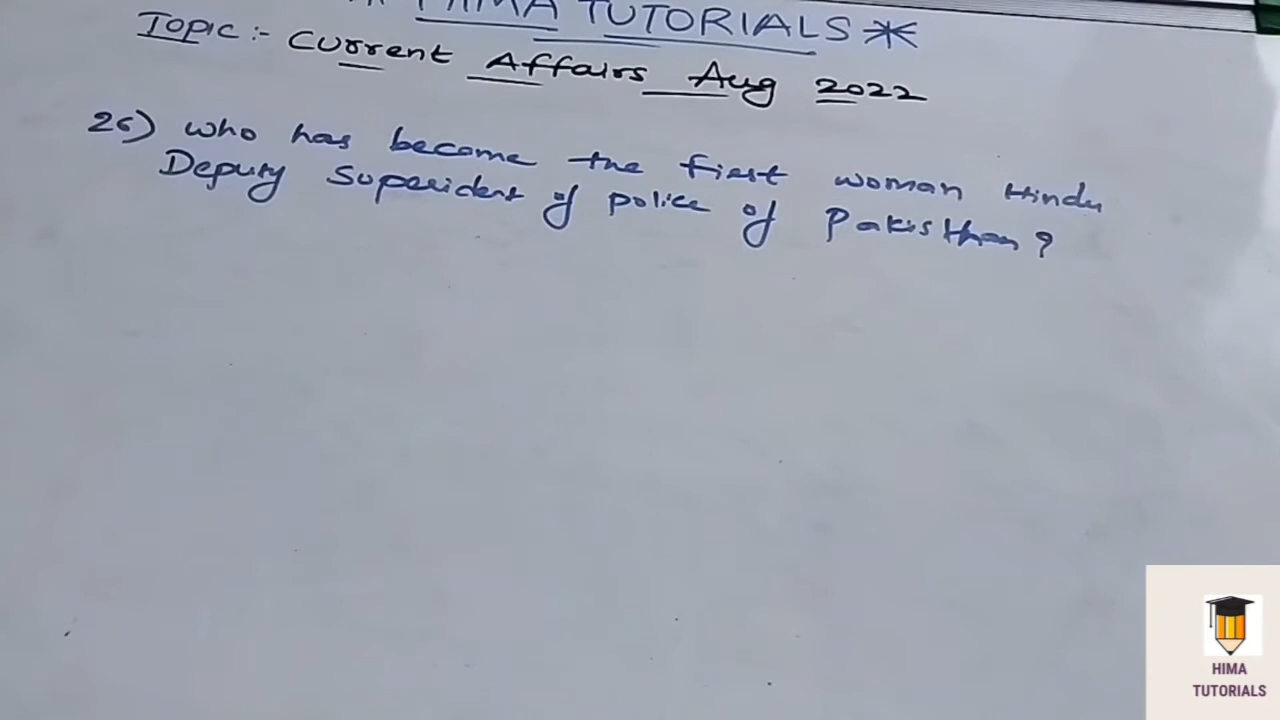 HIMA TUTORIALS *
Topic :- Current Affairs Aug 2022
26) who has become the first woman Hindu
Deputy Superident of police of Pakisthan?
HIMA
TUTORIALS